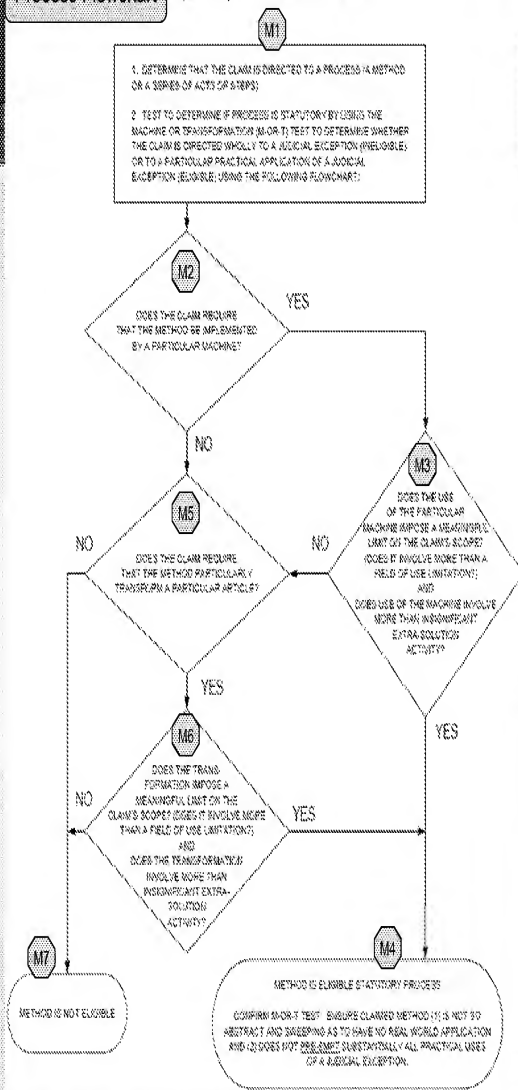 Process Flowchart
M1
1. DETERMINE THAT THE CLAIM IS DIRECTED TO A PROCESS (A METHOD
OR A SERIES OF ACTS OF STEPS)
2. TEST TO DETERMINE IF PROCESS IS STATUTORY BY USING THE
MACHINE OR TRANSFORMATION (M-OR-T) TEST TO DETERMINE WHETHER
THE CLAIM IS DIRECTED WHOLLY TO A JUDICIAL EXCEPTION (INELIGIBLE)
OR TO A PARTICULAR PRACTICAL APPLICATION OF A JUDICIAL
EXCEPTION (ELIGIBLE) USING THE FOLLOWING FLOWCHART:
M2
DOES THE CLAIM REQUIRE
THAT THE METHOD BE IMPLEMENTED
BY A PARTICULAR MACHINE?
YES
NO
M3
DOES THE USE
OF THE PARTICULAR
MACHINE IMPOSE A MEANINGFUL
LIMIT ON THE CLAIM'S SCOPE?
(DOES IT INVOLVE MORE THAN A
FIELD OF USE LIMITATION?)
AND
DOES USE OF THE MACHINE INVOLVE
MORE THAN INSIGNIFICANT
EXTRA-SOLUTION
ACTIVITY?
NO
YES
M5
DOES THE CLAIM REQUIRE
THAT THE METHOD PARTICULARLY
TRANSFORM A PARTICULAR ARTICLE?
NO
YES
M6
DOES THE TRANS-
FORMATION IMPOSE A
MEANINGFUL LIMIT ON THE
CLAIM'S SCOPE? (DOES IT INVOLVE MORE
THAN A FIELD OF USE LIMITATION?)
AND
DOES THE TRANSFORMATION
INVOLVE MORE THAN
INSIGNIFICANT EXTRA-
SOLUTION
ACTIVITY?
NO
YES
M7
METHOD IS NOT ELIGIBLE
M4
METHOD IS ELIGIBLE STATUTORY PROCESS
CONFIRM M-OR-T TEST: ENSURE CLAIMED METHOD (1) IS NOT SO
ABSTRACT AND SWEEPING AS TO HAVE NO REAL WORLD APPLICATION
AND (2) DOES NOT PRE-EMPT SUBSTANTIALLY ALL PRACTICAL USES
OF A JUDICIAL EXCEPTION.